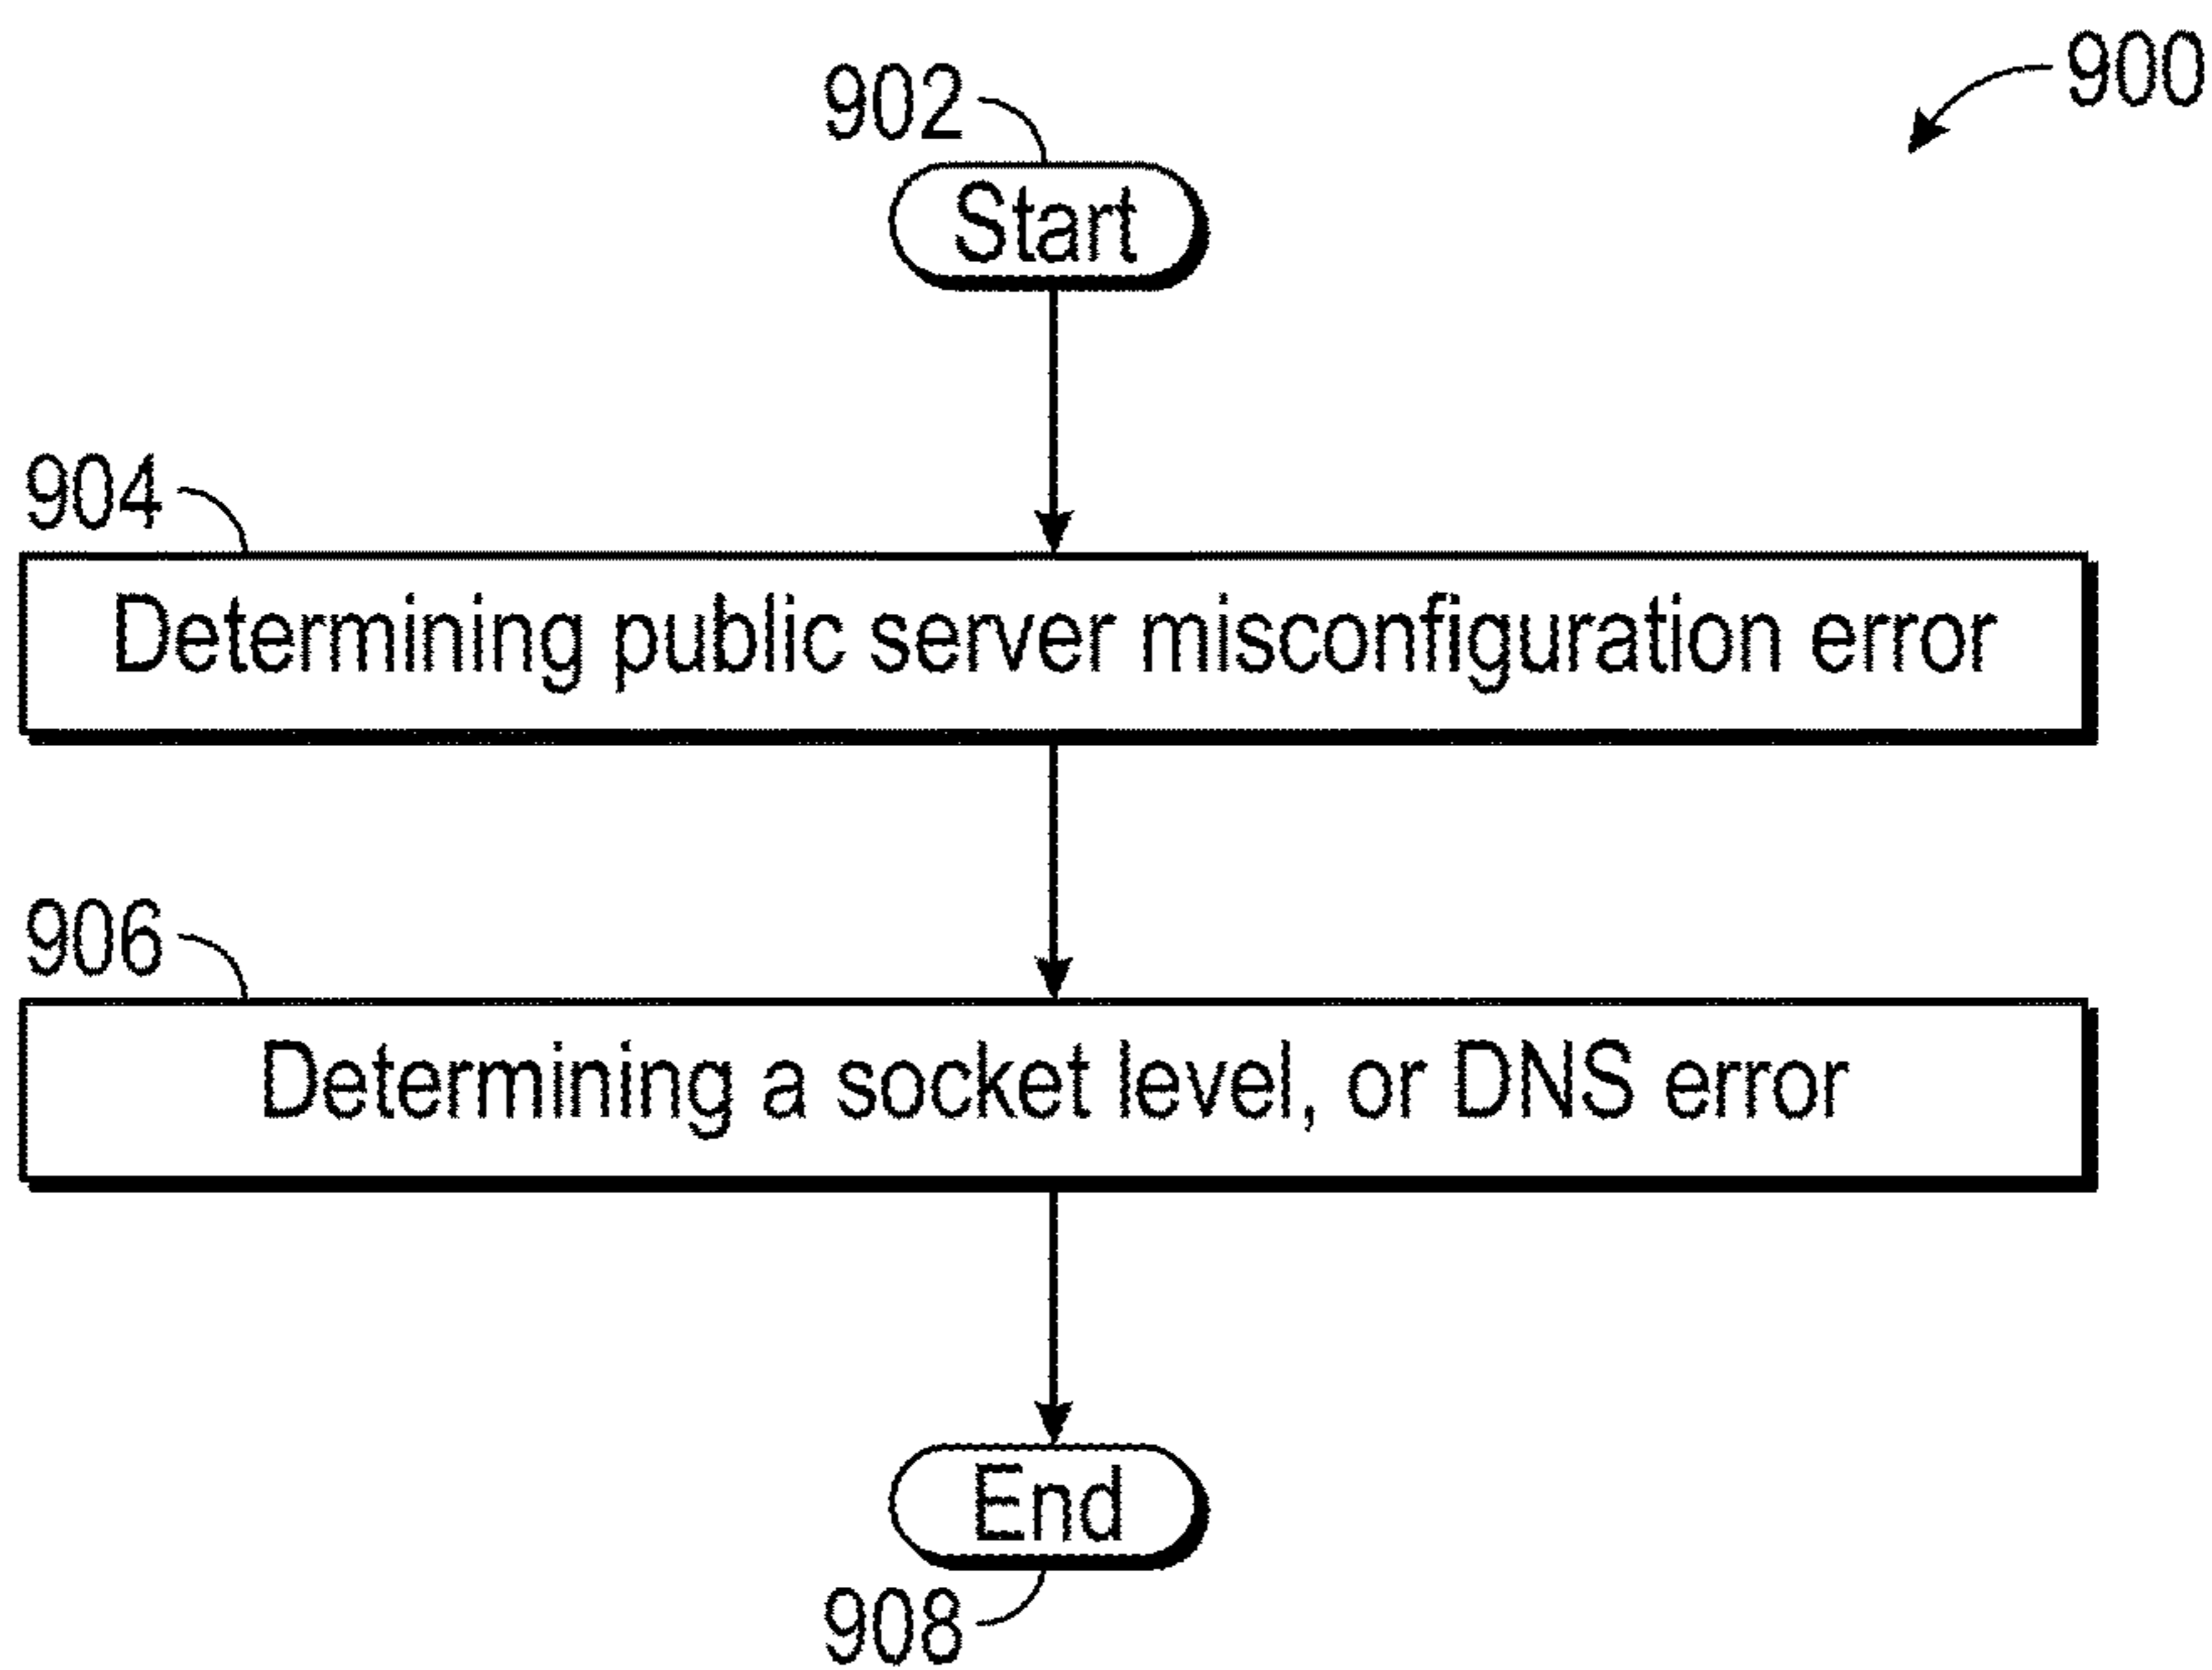 900
902
Start
904
Determining public server misconfiguration error
906
Determining a socket level, or DNS error
End
908